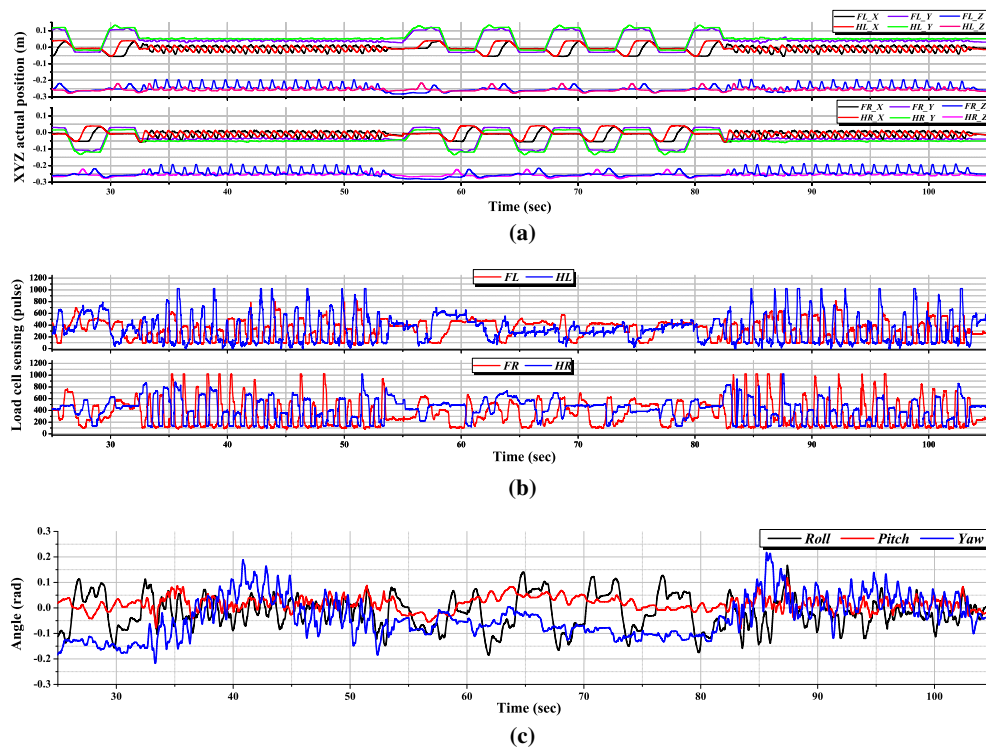 FL_X FL_Y FL_Z
HL_X HL_Y HL_Z
0.1
0.0
-0.1
-0.2
-0.3
FR_X FR_Y FR_Z
HR_X HR_Y HR_Z
0.1
0.0
-0.1
-0.2
-0.3
XYZ actual position (m)
30 40 50 60 70 80 90 100
Time (sec)
(a)
FL HL
1200
1000
800
600
400
200
0
FR HR
1200
1000
800
600
400
200
0
Load cell sensing (pulse)
30 40 50 60 70 80 90 100
Time (sec)
(b)
Roll Pitch Yaw
0.3
0.2
0.1
0.0
-0.1
-0.2
-0.3
Angle (rad)
30 40 50 60 70 80 90 100
Time (sec)
(c)